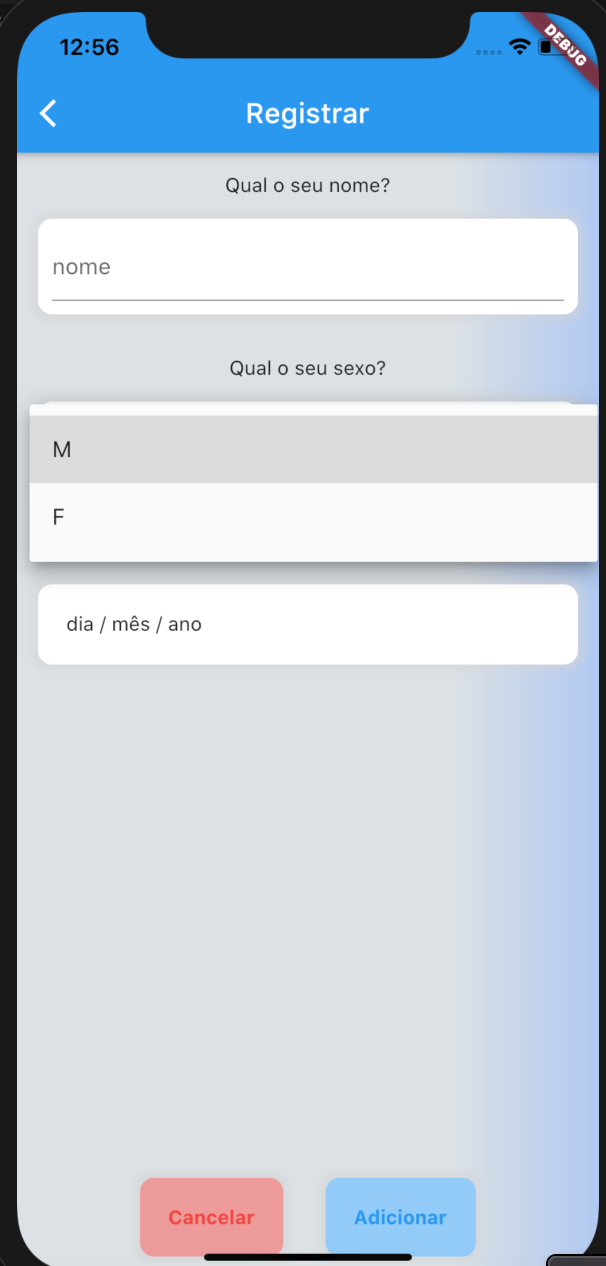 12:56
DEBUG
Registrar
Qual o seu nome?
nome
Qual o seu sexo?
M
F
dia / mês / ano
Cancelar
Adicionar